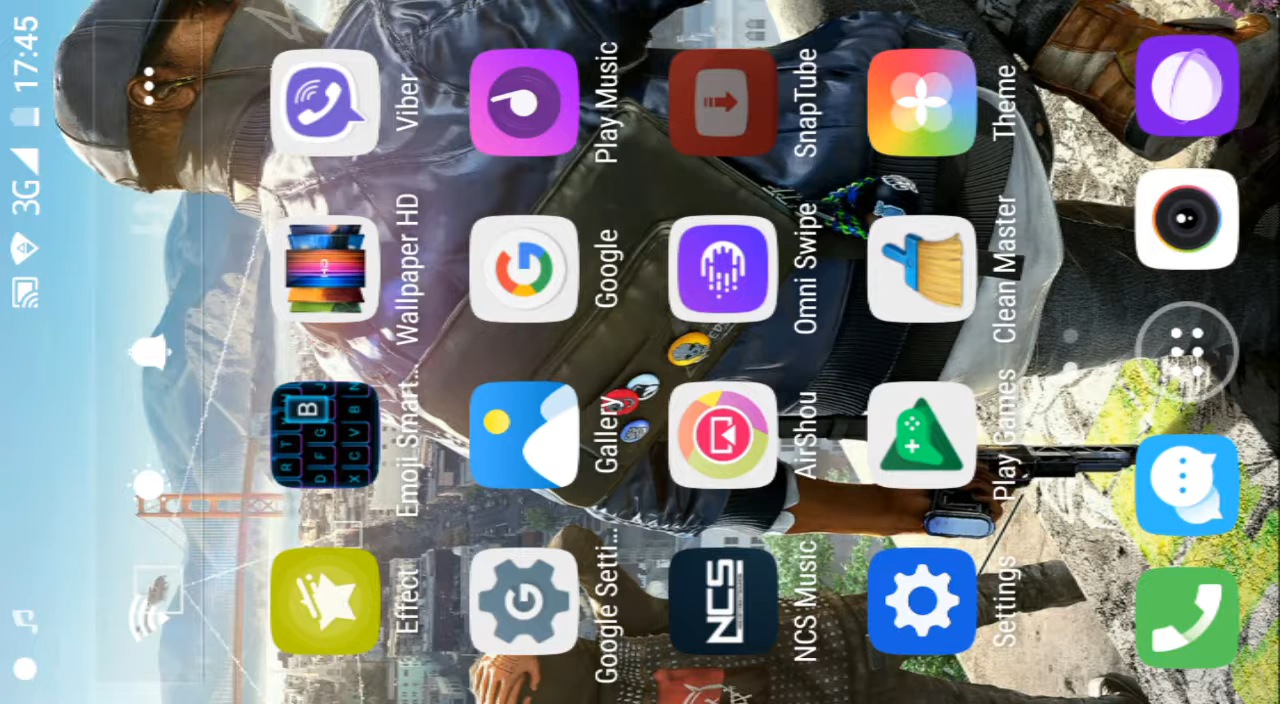 3G 17:45
Effect Emoji Smart... Wallpaper HD Viber
Google Setti... Gallery Google Play Music
NCS
NCS Music AirShou Omni Swipe SnapTube
Settings Play Games Clean Master Theme